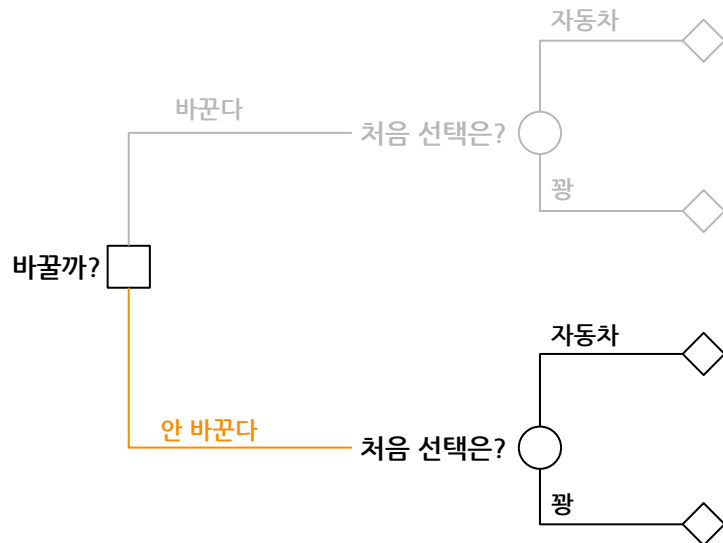 자동차
바꾼다
처음 선택은?
꽝
바꿀까?
자동차
안 바꾼다
처음 선택은?
꽝